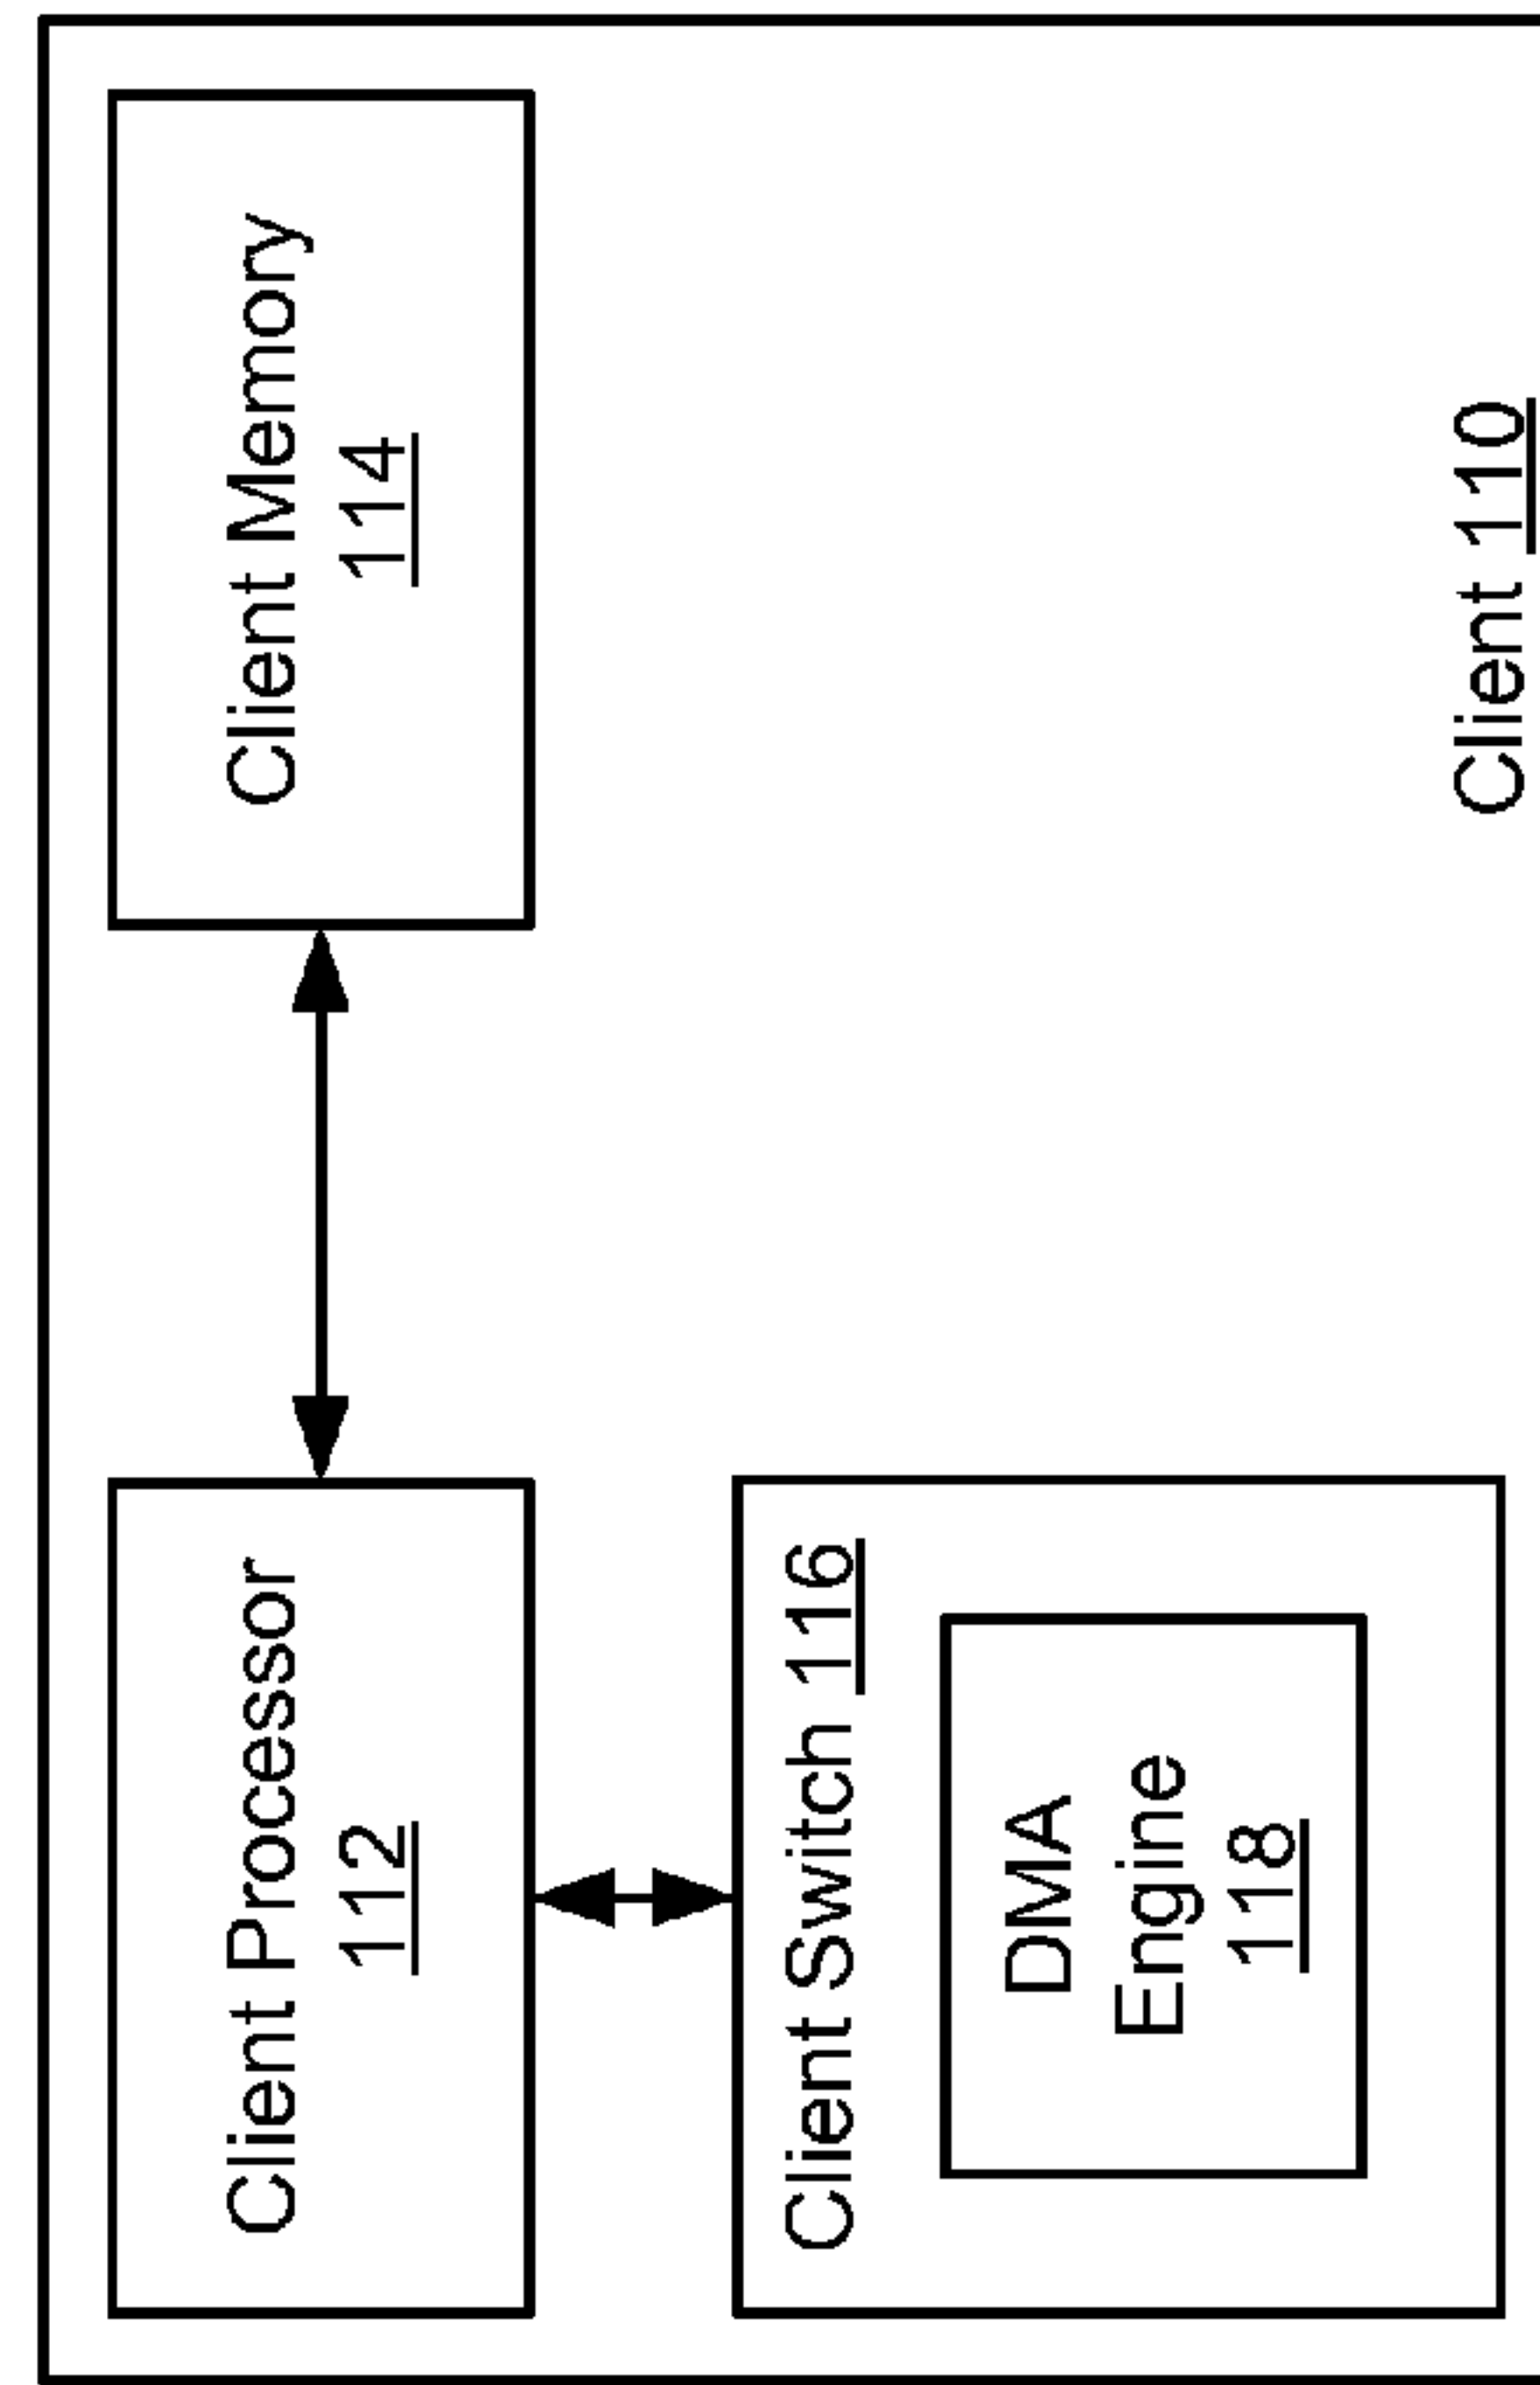 Client Processor
112
Client Memory
114
Client Switch 116
DMA
Engine
118
Client 110